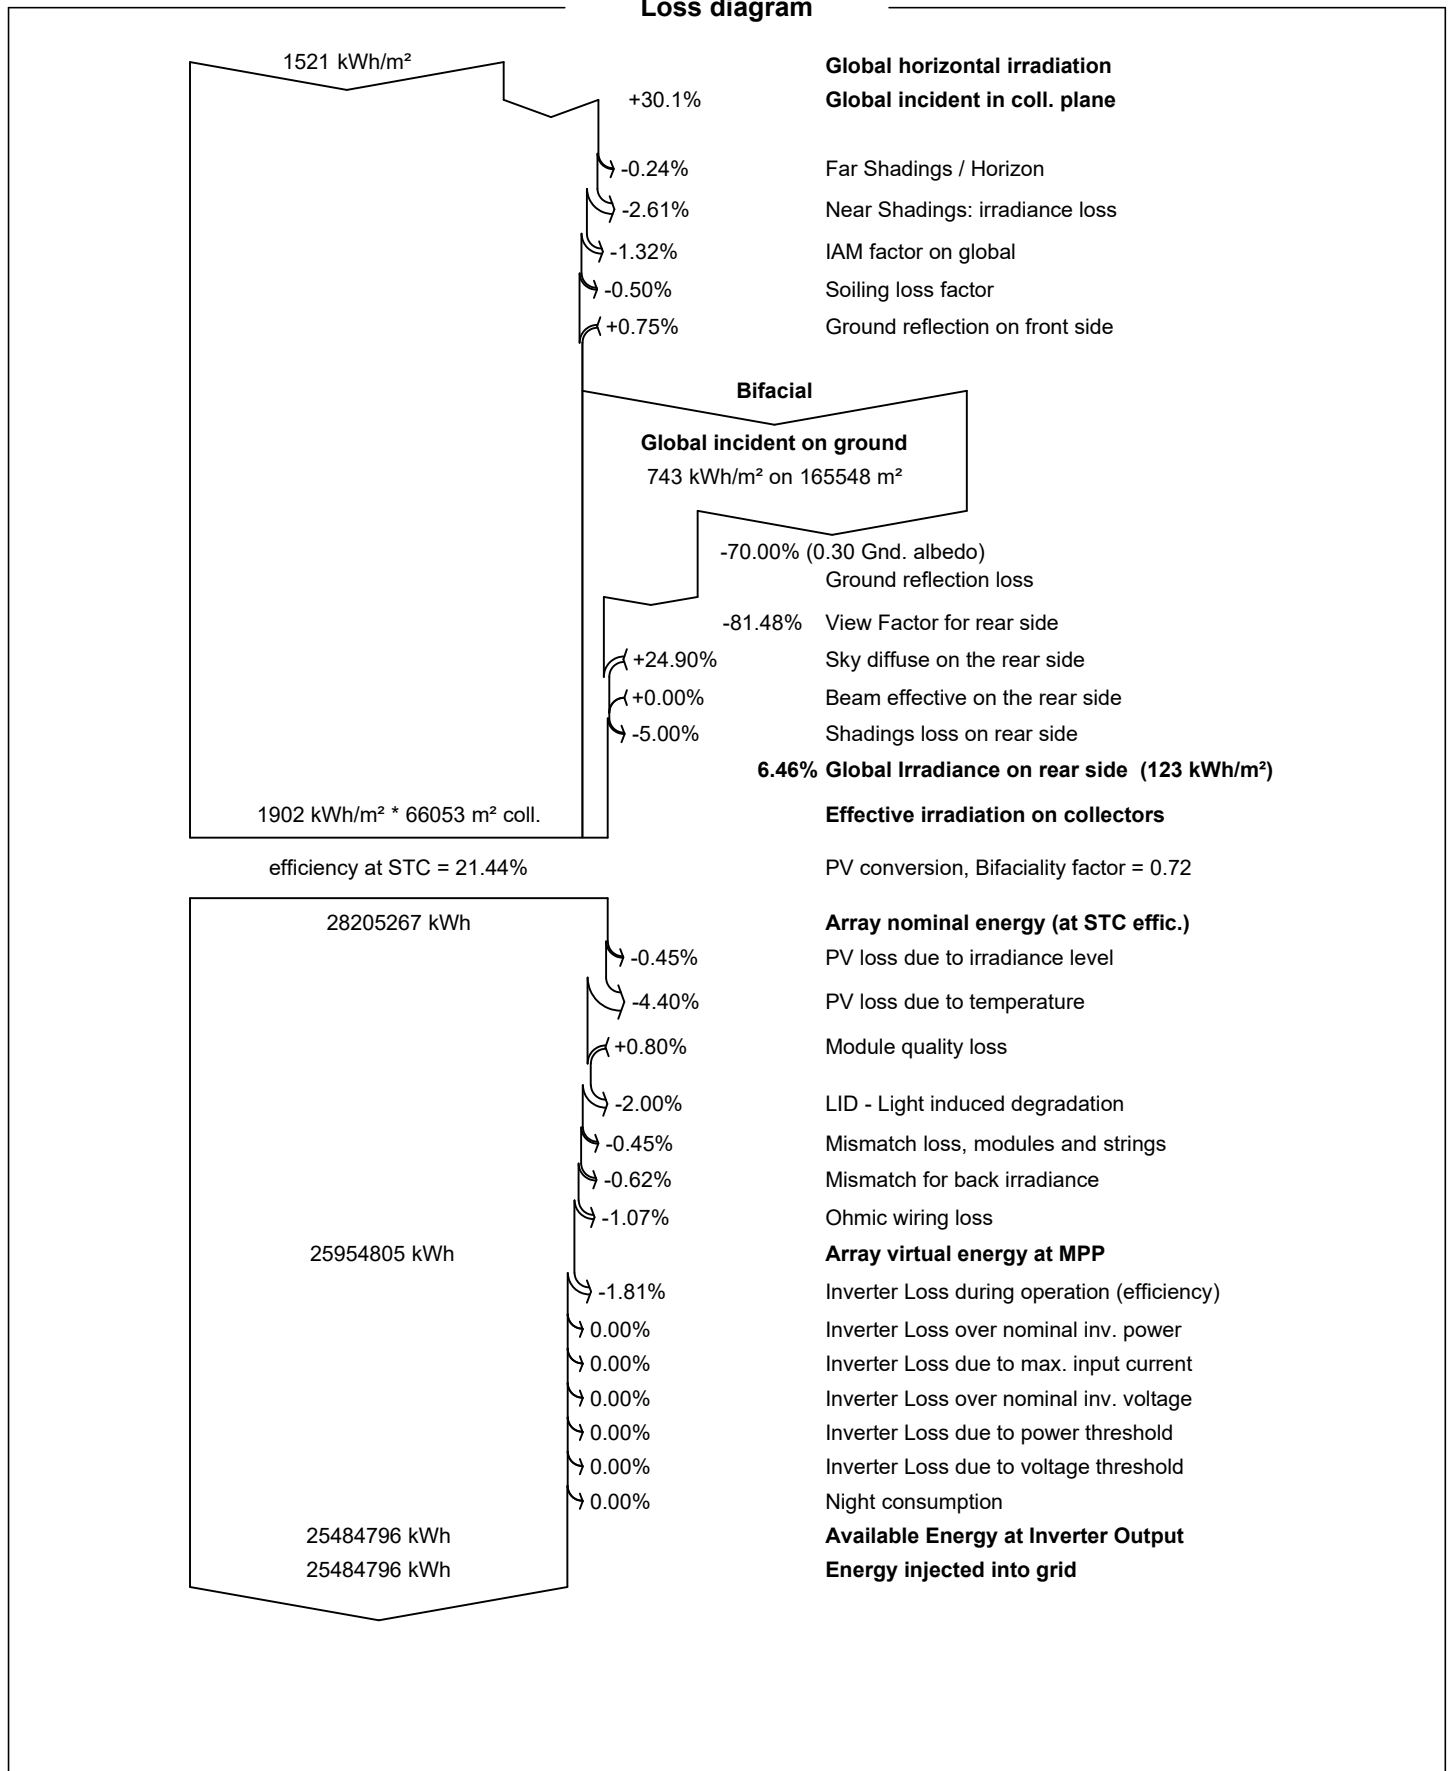 Loss diagram
1521 kWh/m² Global horizontal irradiation
+30.1% Global incident in coll. plane
-0.24% Far Shadings / Horizon
-2.61% Near Shadings: irradiance loss
-1.32% IAM factor on global
-0.50% Soiling loss factor
+0.75% Ground reflection on front side
Bifacial
Global incident on ground
743 kWh/m² on 165548 m²
-70.00% (0.30 Gnd. albedo)
Ground reflection loss
-81.48% View Factor for rear side
+24.90% Sky diffuse on the rear side
+0.00% Beam effective on the rear side
-5.00% Shadings loss on rear side
6.46% Global Irradiance on rear side (123 kWh/m²)
1902 kWh/m² * 66053 m² coll. Effective irradiation on collectors
efficiency at STC = 21.44% PV conversion, Bifaciality factor = 0.72
28205267 kWh Array nominal energy (at STC effic.)
-0.45% PV loss due to irradiance level
-4.40% PV loss due to temperature
+0.80% Module quality loss
-2.00% LID - Light induced degradation
-0.45% Mismatch loss, modules and strings
-0.62% Mismatch for back irradiance
-1.07% Ohmic wiring loss
25954805 kWh Array virtual energy at MPP
-1.81% Inverter Loss during operation (efficiency)
0.00% Inverter Loss over nominal inv. power
0.00% Inverter Loss due to max. input current
0.00% Inverter Loss over nominal inv. voltage
0.00% Inverter Loss due to power threshold
0.00% Inverter Loss due to voltage threshold
0.00% Night consumption
25484796 kWh Available Energy at Inverter Output
25484796 kWh Energy injected into grid